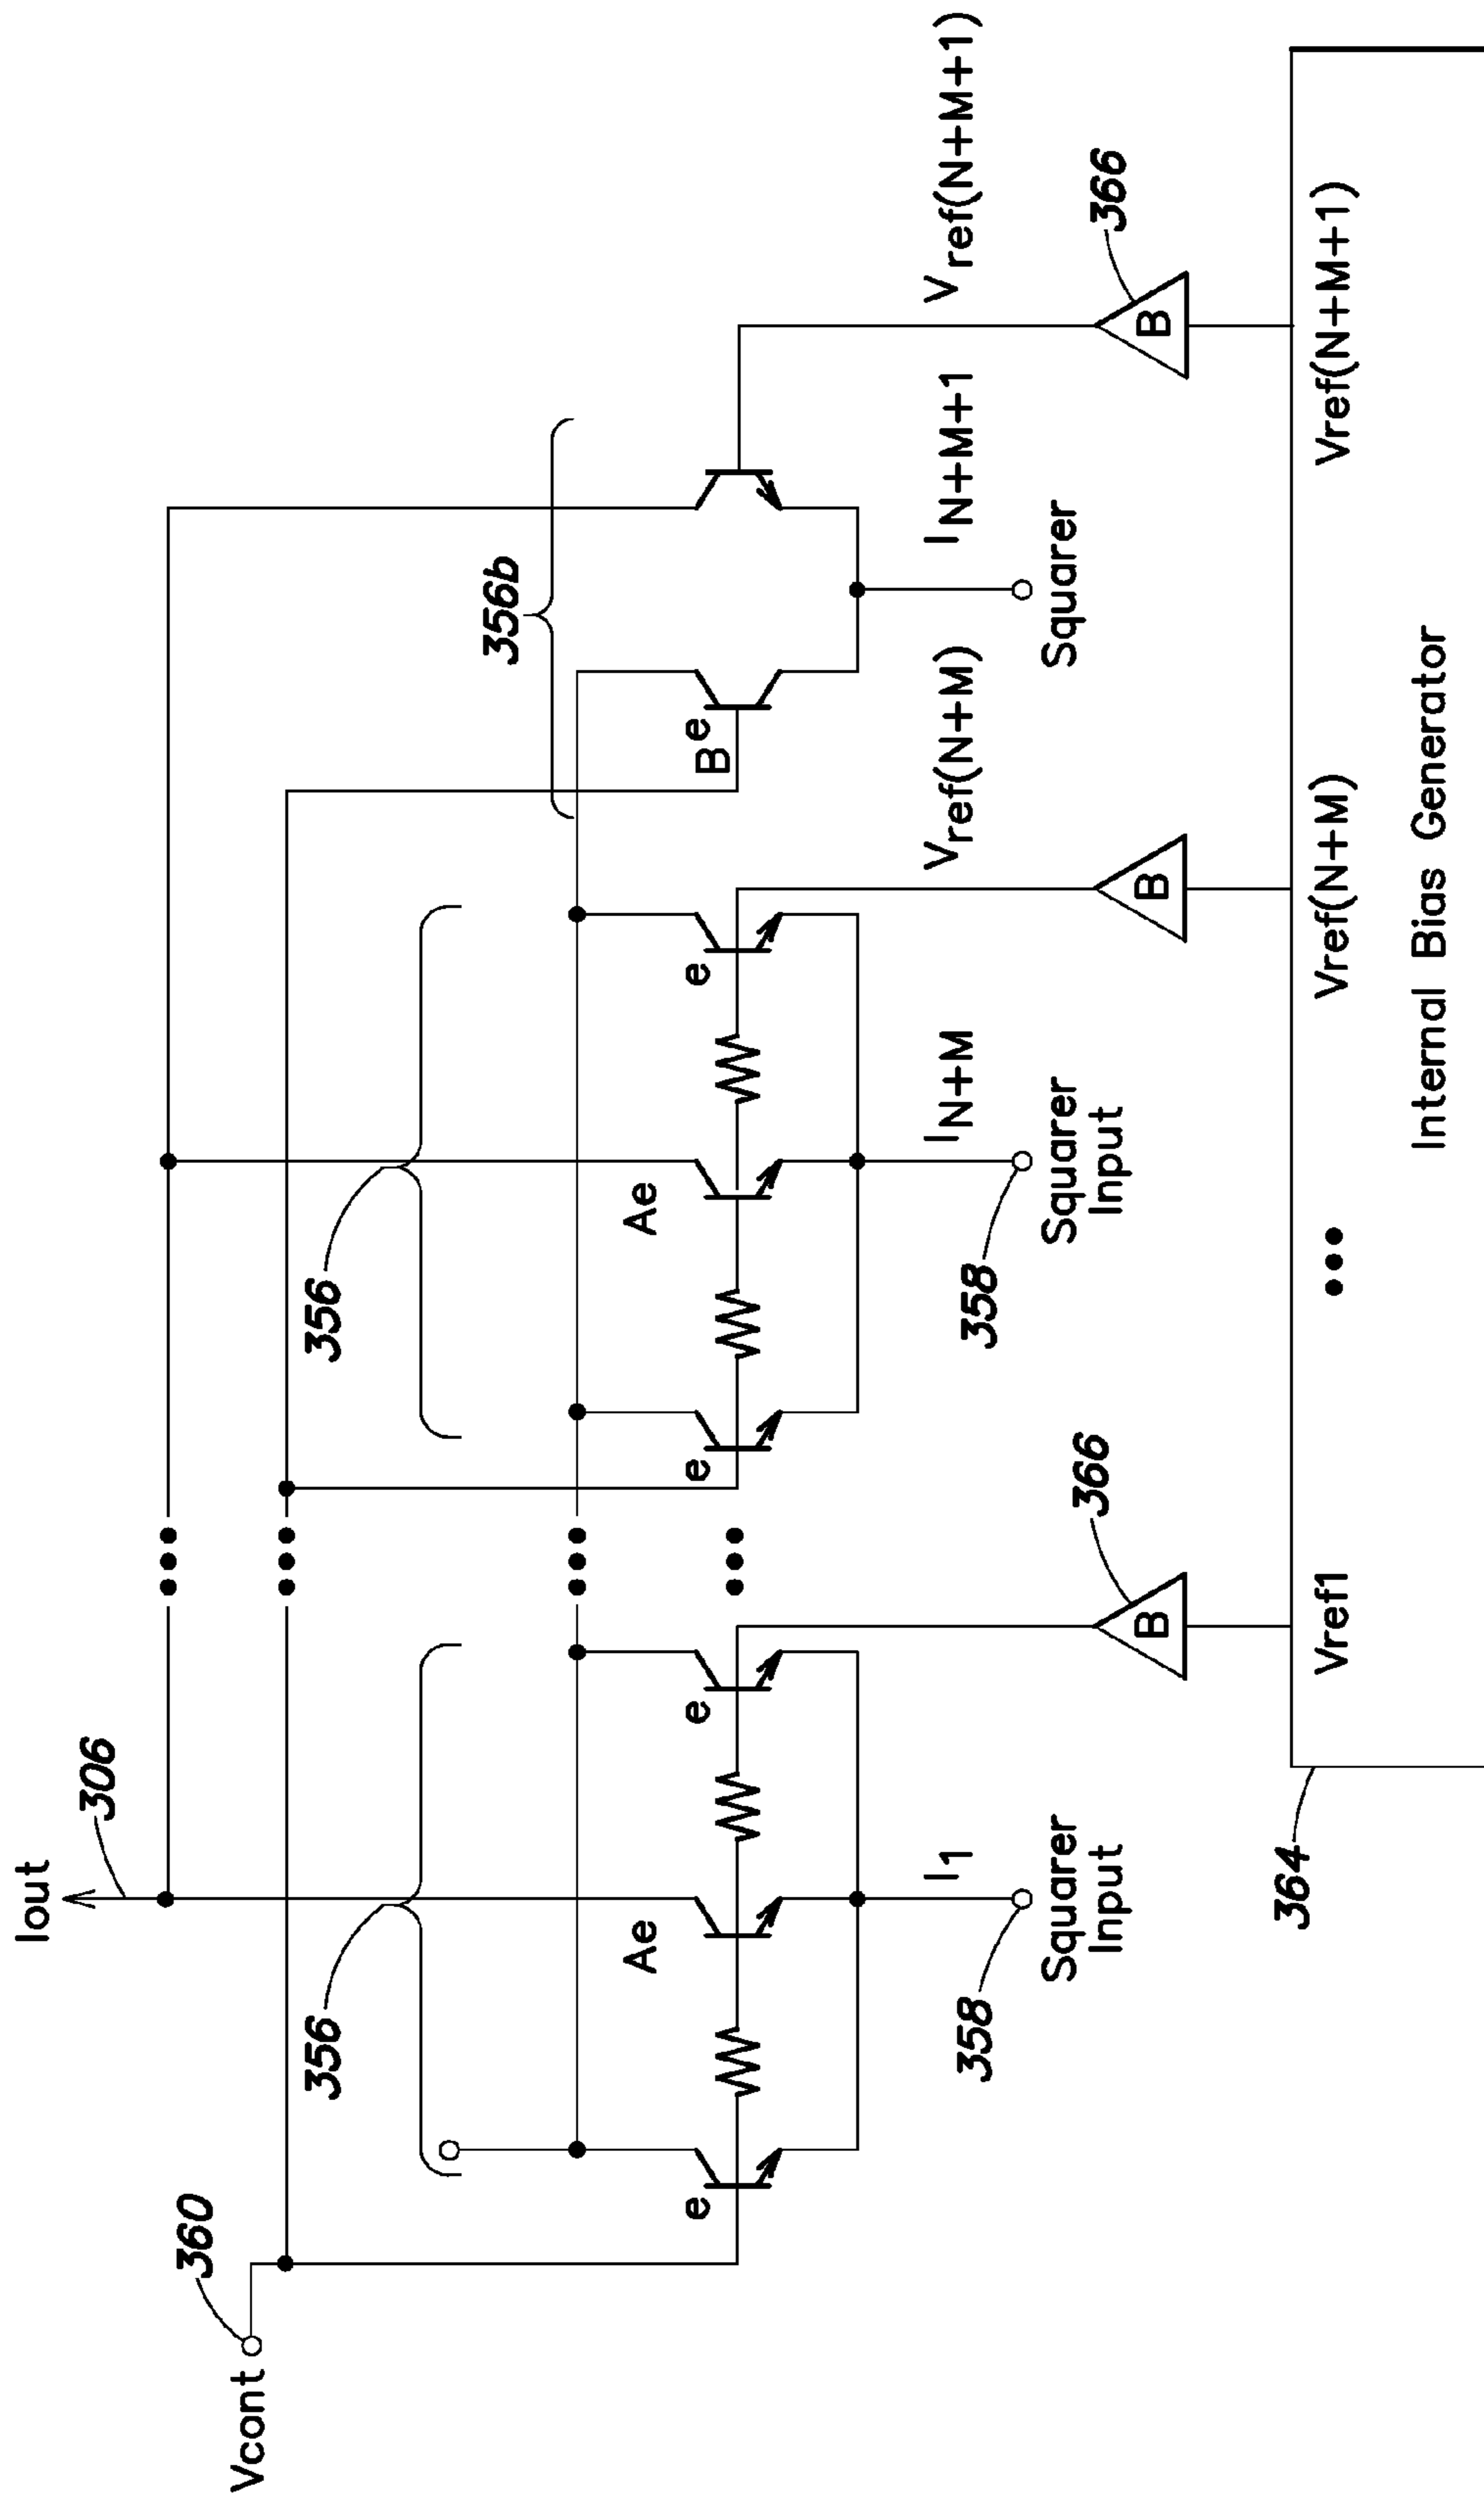 Iout
306
360
Vcont
356
356
356b
e
Ae
e
e
Ae
e
B
e
I1
IN+M
Vref(N+M)
IN+M+1
Vref(N+M+1)
358
Squarer
Input
358
Squarer
Input
Squarer
366
B
B
366
B
364
Vref1
Vref(N+M)
Vref(N+M+1)
Internal Bias Generator